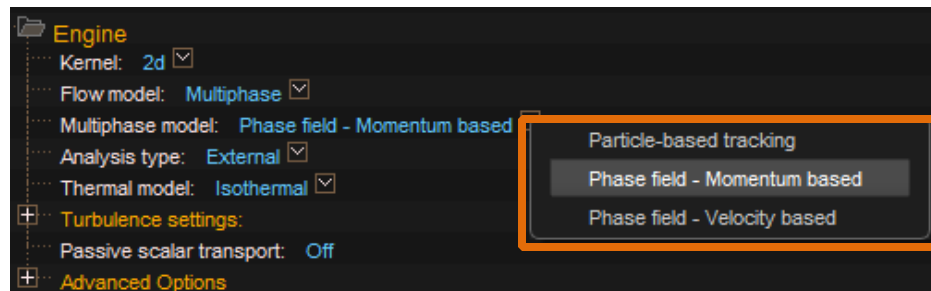 Engine
Kernel: 2d
Flow model: Multiphase
Multiphase model: Phase field - Momentum based
Analysis type: External
Thermal model: Isothermal
Turbulence settings:
Passive scalar transport: Off
Advanced Options
Particle-based tracking
Phase field - Momentum based
Phase field - Velocity based